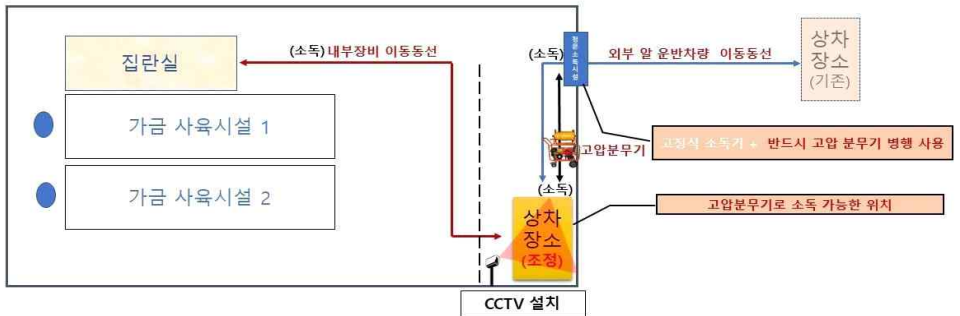 집란실
(소독) 내부장비 이동동선
(소독)
외부 알 운반차량 이동동선
상차
장소
(기존)
가금 사육시설 1
고압분무기
고정식 소독기 + 반드시 고압 분무기 병행 사용
가금 사육시설 2
(소독)
상차
장소
(조정)
고압분무기로 소독 가능한 위치
CCTV 설치